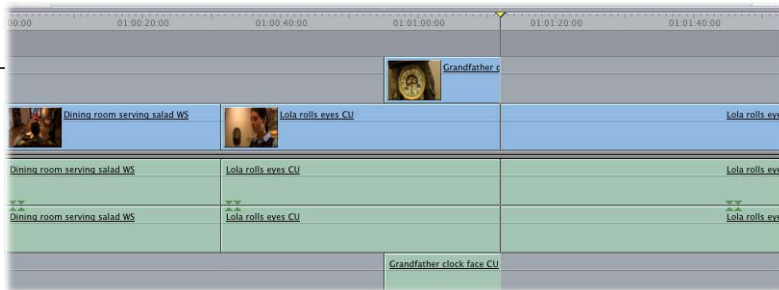 00:00 01:00:20:00 01:00:40:00 01:01:00:00 01:01:20:00 01:01:40:00
Grandfather c
Dining room serving salad WS Lola rolls eyes CU Lola rolls eye
Dining room serving salad WS Lola rolls eyes CU Lola rolls eye
Dining room serving salad WS Lola rolls eyes CU Lola rolls eye
Grandfather clock face CU